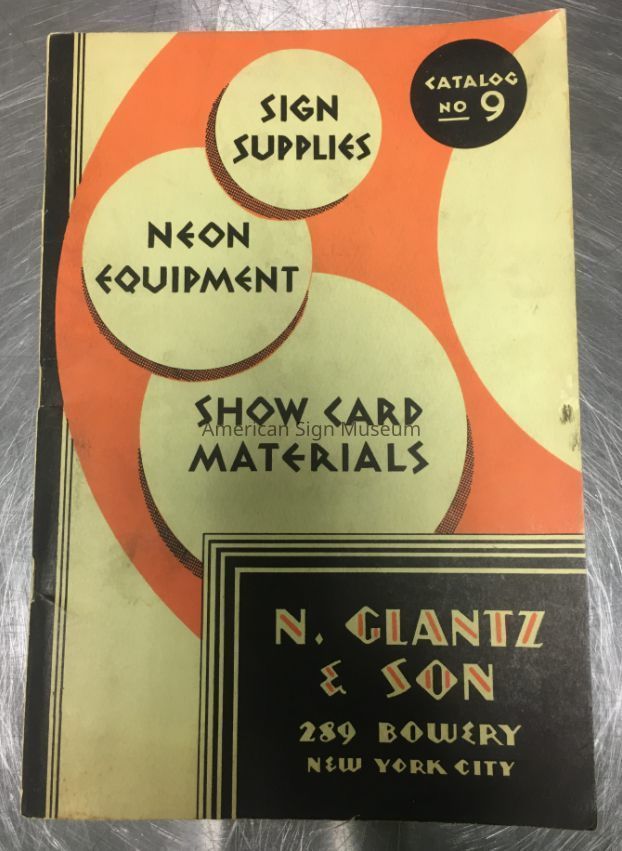 CATALOG
NO 9
SIGN
SUPPLIES
NEON
EQUIPMENT
SHOW CARD
American Sign Museum
MATERIALS
N. GLANTZ
& SON
289 BOWERY
NEW YORK CITY